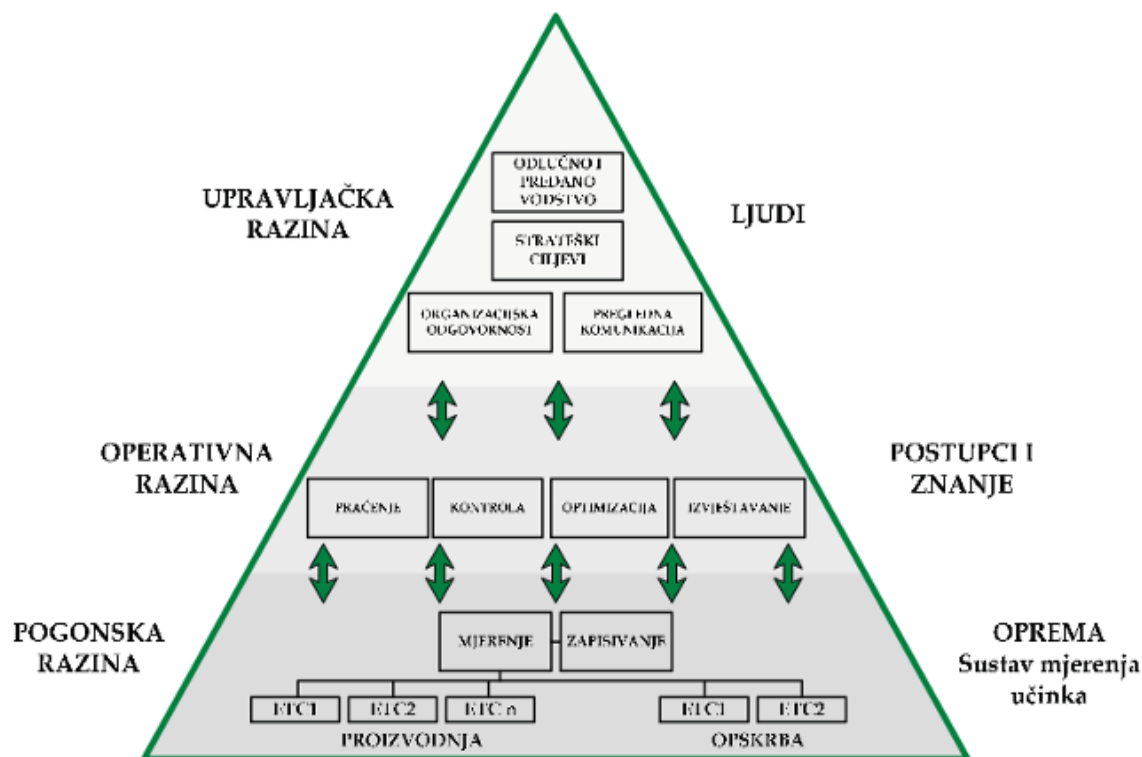 ODLUČNO I
PREDANO
VODSTVO
UPRAVLJAČKA
RAZINA
LJUDI
STRATEŠKI
CILJEVI
ORGANIZACIJSKA
ODGOVORNOST
PREGLEDNA
KOMUNIKACIJA
OPERATIVNA
RAZINA
POSTUPCI I
ZNANJE
PRAĆENJE
KONTROLA
OPTIMIZACIJA
IZVJEŠTAVANJE
POGONSKA
RAZINA
MJERENJE
ZAPISIVANJE
OPREMA
Sustav mjerenja
učinka
ETC1
ETC2
ETC n
ETC1
ETC2
PROIZVODNJA
OPSKRBA